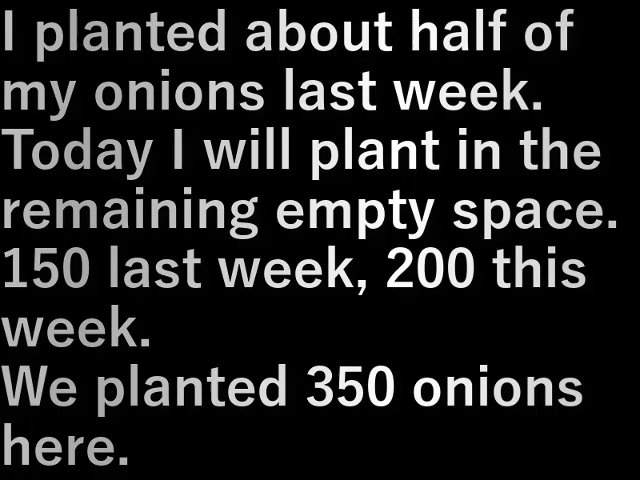 I planted about half of
my onions last week.
Today I will plant in the
remaining empty space.
150 last week, 200 this
week.
We planted 350 onions
here.